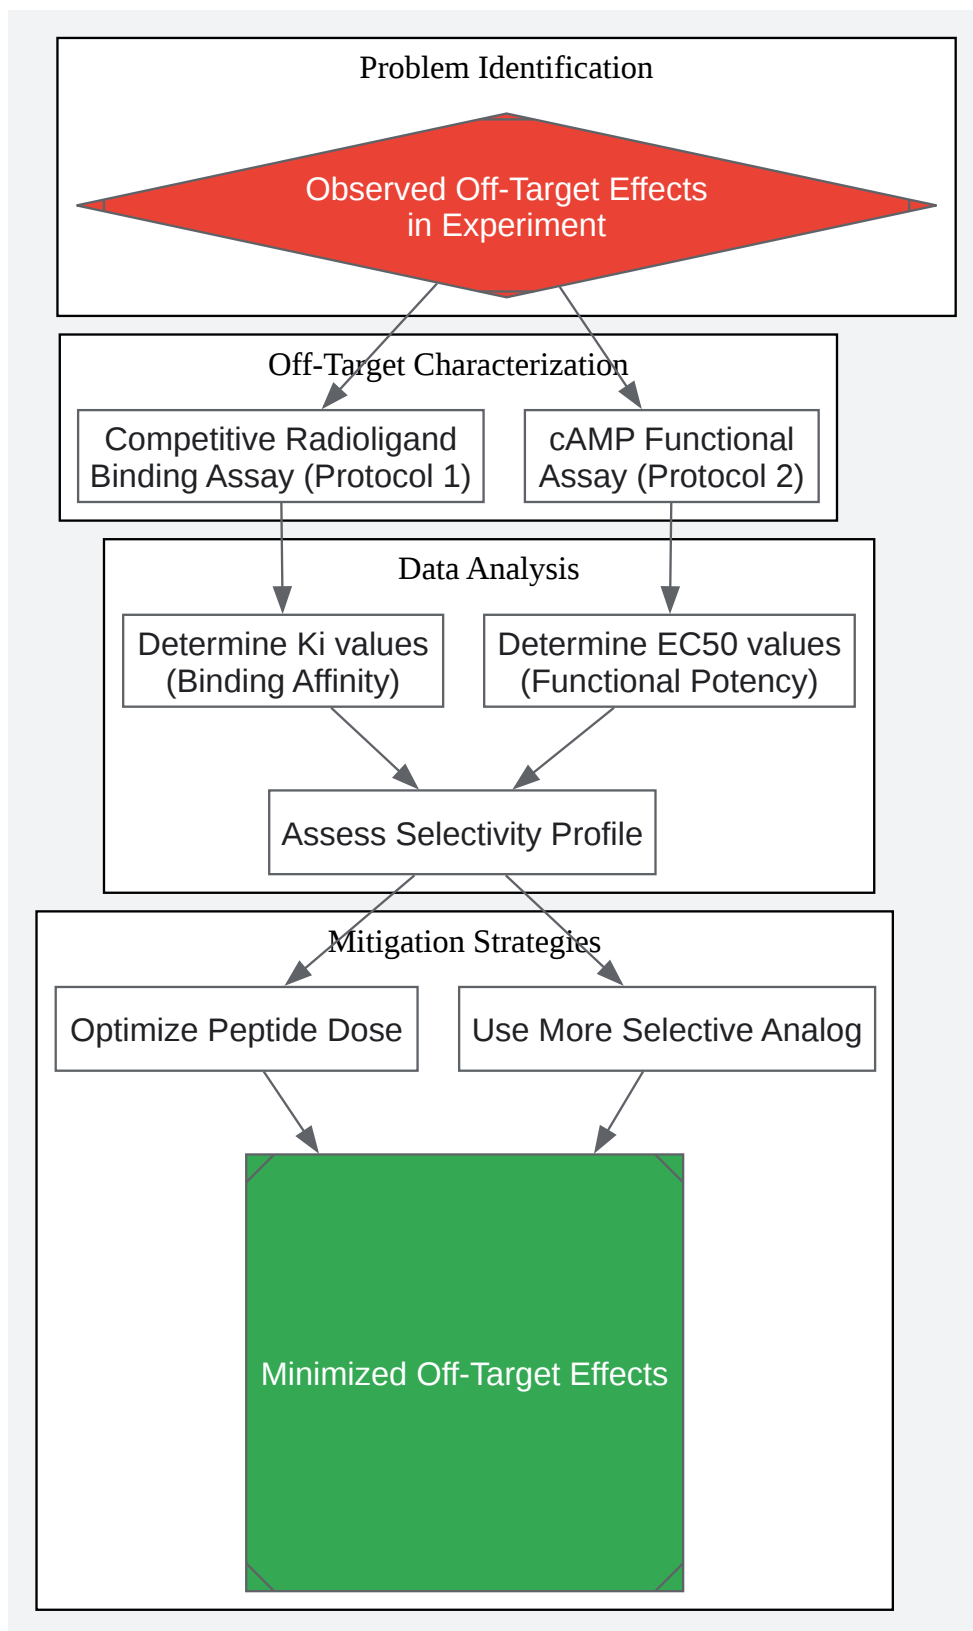 Problem Identification
Observed Off-Target Effects
in Experiment
Off-Target Characterization
Competitive Radioligand
Binding Assay (Protocol 1)
cAMP Functional
Assay (Protocol 2)
Data Analysis
Determine Ki values
(Binding Affinity)
Determine EC50 values
(Functional Potency)
Assess Selectivity Profile
Mitigation Strategies
Optimize Peptide Dose
Use More Selective Analog
Minimized Off-Target Effects